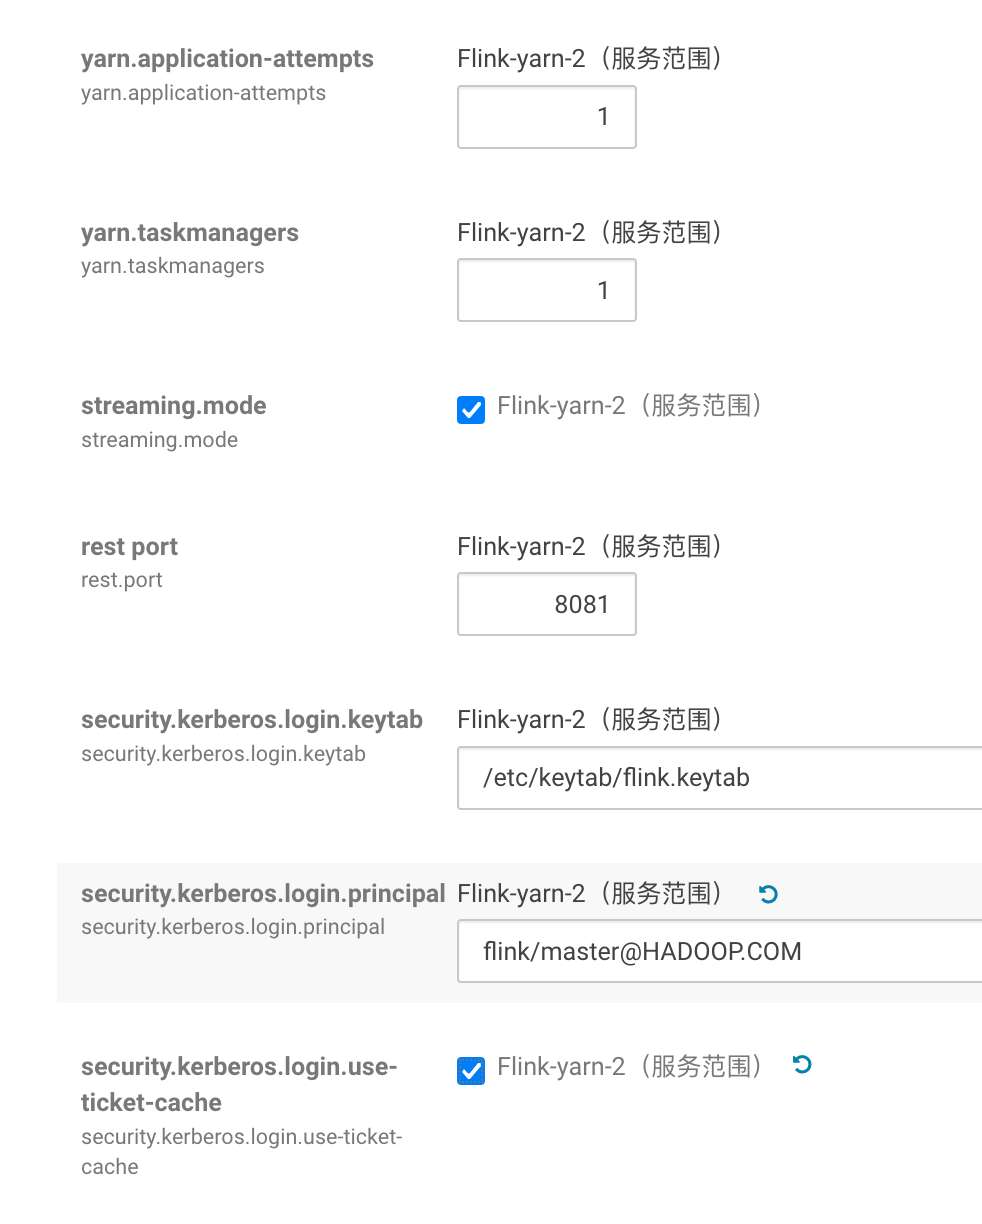 yarn.application-attempts
Flink-yarn-2（服务范围）
yarn.application-attempts
1
yarn.taskmanagers
Flink-yarn-2（服务范围）
yarn.taskmanagers
1
streaming.mode
Flink-yarn-2（服务范围）
streaming.mode
rest port
Flink-yarn-2（服务范围）
rest.port
8081
security.kerberos.login.keytab
Flink-yarn-2（服务范围）
security.kerberos.login.keytab
/etc/keytab/flink.keytab
security.kerberos.login.principal
Flink-yarn-2（服务范围）
security.kerberos.login.principal
flink/master@HADOOP.COM
security.kerberos.login.use-
ticket-cache
Flink-yarn-2（服务范围）
security.kerberos.login.use-ticket-
cache